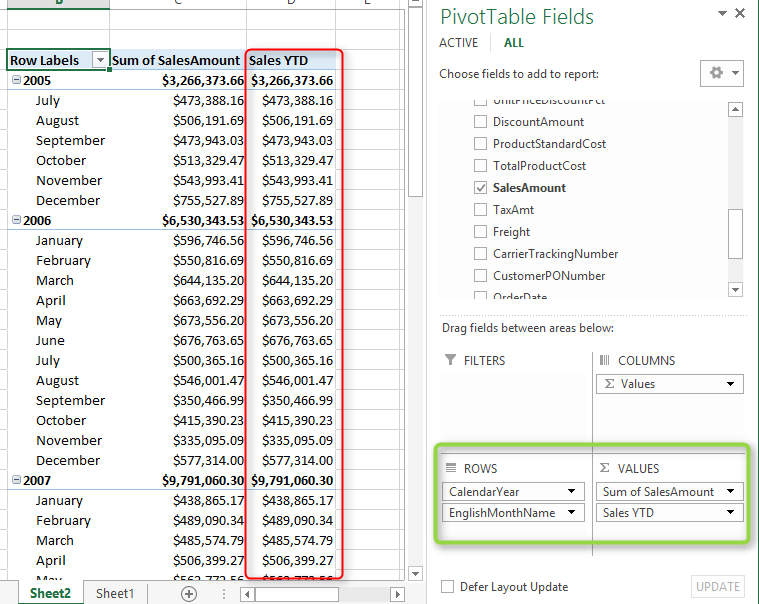 B C D E
Row Labels Sum of SalesAmount Sales YTD
2005 $3,266,373.66 $3,266,373.66
July $473,388.16 $473,388.16
August $506,191.69 $506,191.69
September $473,943.03 $473,943.03
October $513,329.47 $513,329.47
November $543,993.41 $543,993.41
December $755,527.89 $755,527.89
2006 $6,530,343.53 $6,530,343.53
January $596,746.56 $596,746.56
February $550,816.69 $550,816.69
March $644,135.20 $644,135.20
April $663,692.29 $663,692.29
May $673,556.20 $673,556.20
June $676,763.65 $676,763.65
July $500,365.16 $500,365.16
August $546,001.47 $546,001.47
September $350,466.99 $350,466.99
October $415,390.23 $415,390.23
November $335,095.09 $335,095.09
December $577,314.00 $577,314.00
2007 $9,791,060.30 $9,791,060.30
January $438,865.17 $438,865.17
February $489,090.34 $489,090.34
March $485,574.79 $485,574.79
April $506,399.27 $506,399.27
May $562,772.56 $562,772.56
Sheet2 Sheet1
PivotTable Fields
ACTIVE ALL
Choose fields to add to report:
UnitPriceDiscountPct
DiscountAmount
ProductStandardCost
TotalProductCost
SalesAmount
TaxAmt
Freight
CarrierTrackingNumber
CustomerPONumber
OrderDate
Drag fields between areas below:
FILTERS
COLUMNS
Σ Values
ROWS
CalendarYear
EnglishMonthName
Σ VALUES
Sum of SalesAmount
Sales YTD
Defer Layout Update
UPDATE